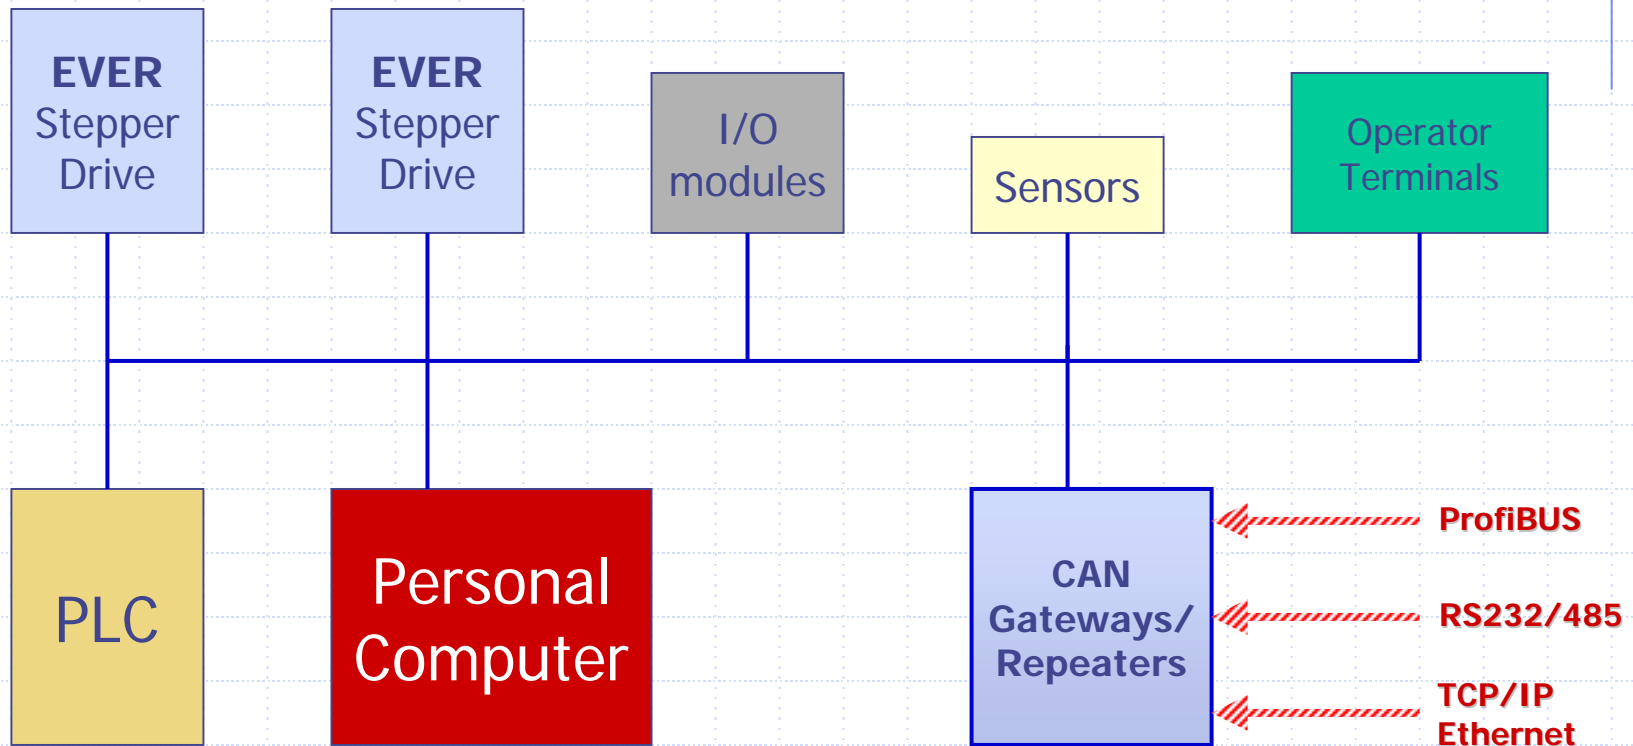 EVER
Stepper
Drive
EVER
Stepper
Drive
I/O
modules
Sensors
Operator
Terminals
PLC
Personal
Computer
CAN
Gateways/
Repeaters
ProfiBUS
RS232/485
TCP/IP
Ethernet